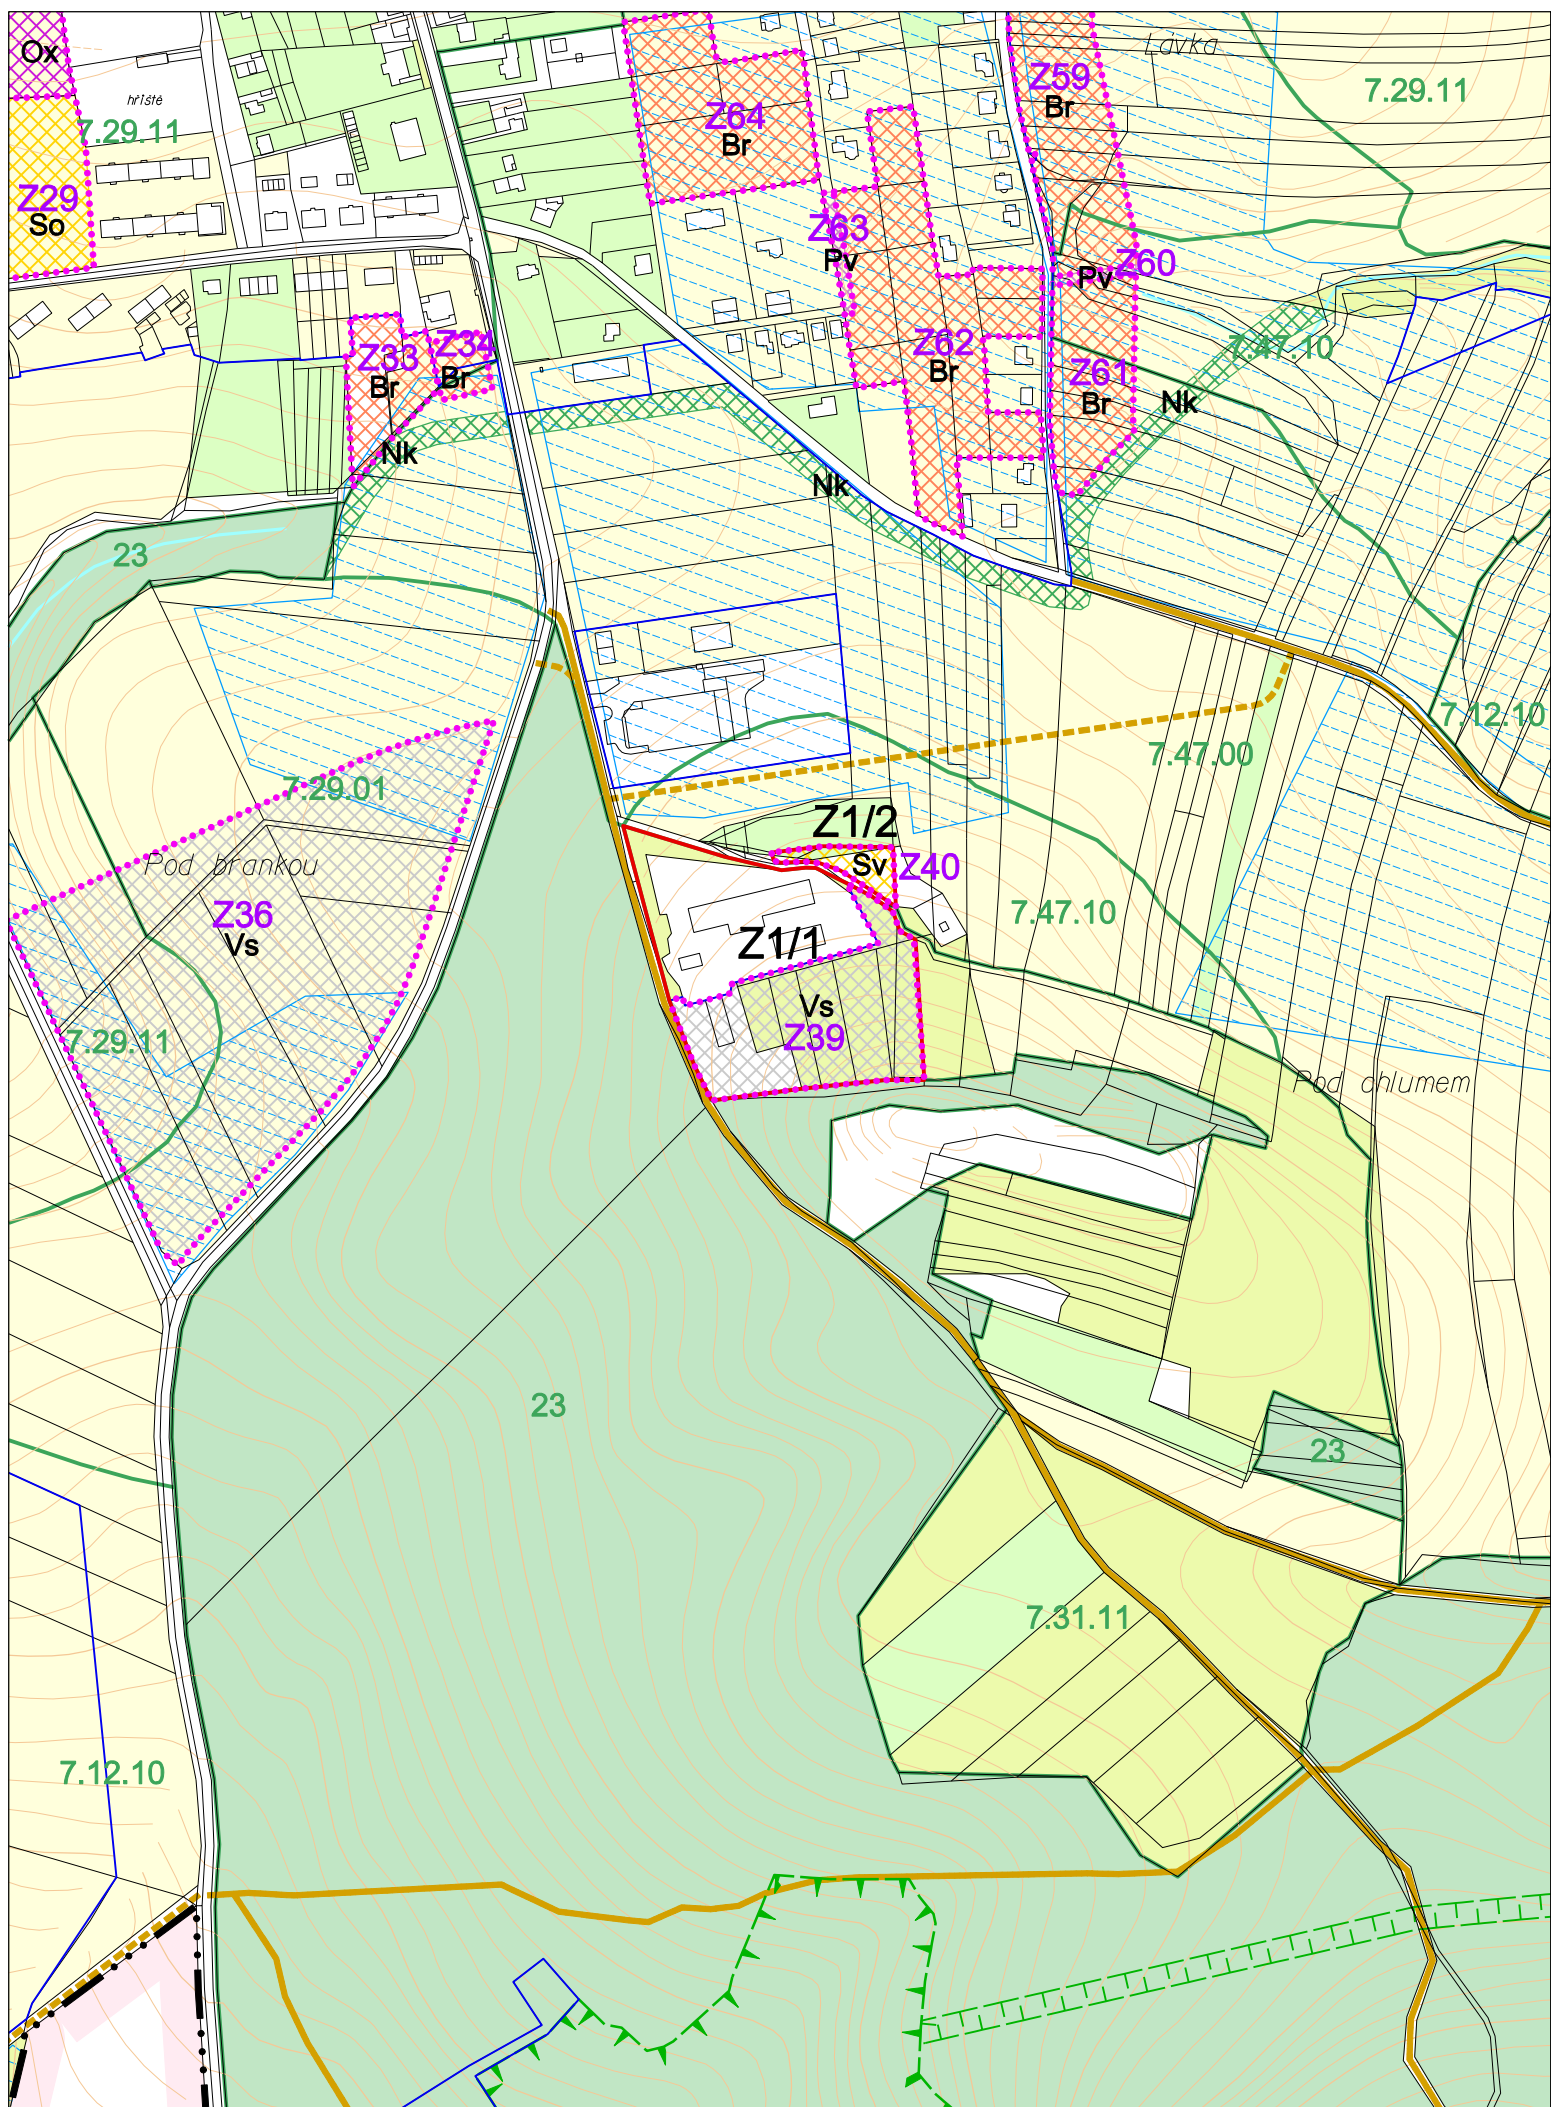 Ox
Lávka
Z59
Br
7.29.11
hřiště
7.29.11
Z64
Br
Z29
So
Z63
Pv
Z60
Pv
Z33
Br
Z34
Br
Z62
Br
Z61
Br
7.47.10
Nk
Nk
Nk
23
7.12.10
7.47.00
7.29.01
Pod brankou
Z1/2
Sv
Z40
Z36
Vs
7.47.10
Z1/1
Vs
Z39
7.29.11
Pod chlumem
23
23
7.31.11
7.12.10